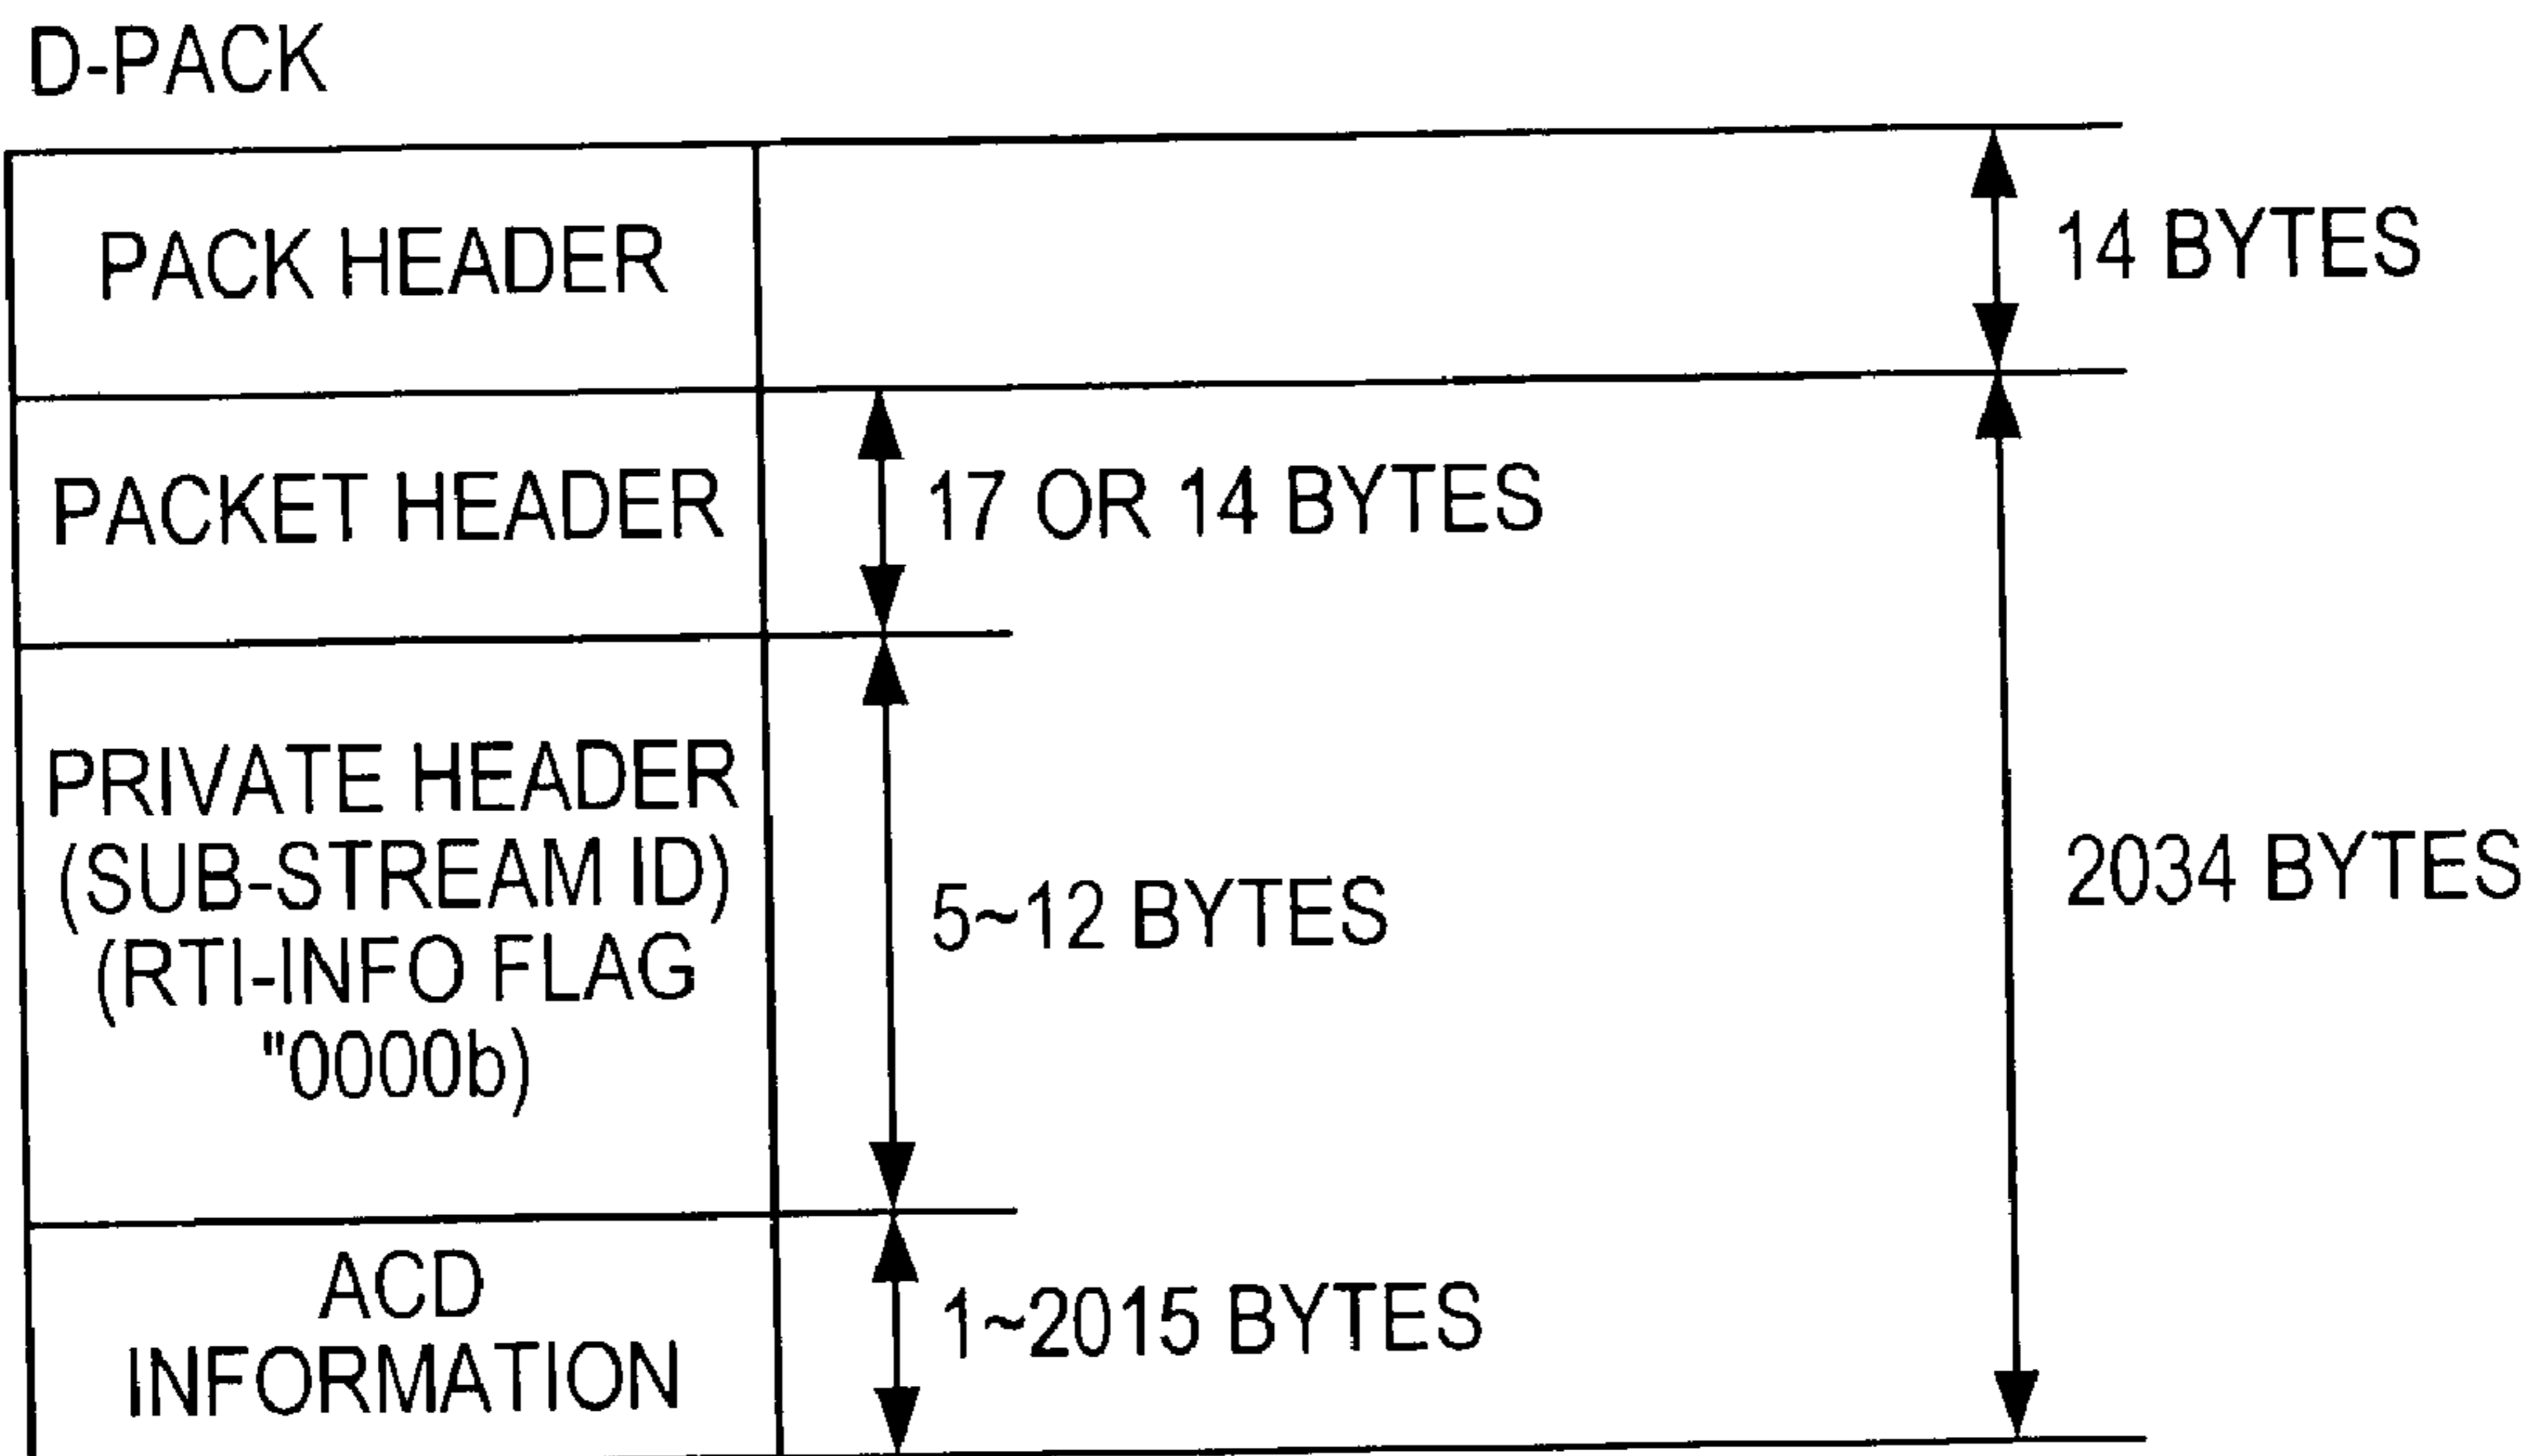 D-PACK
PACK HEADER
14 BYTES
PACKET HEADER
17 OR 14 BYTES
PRIVATE HEADER
(SUB-STREAM ID)
(RTI-INFO FLAG
"0000b)
5~12 BYTES
2034 BYTES
ACD
INFORMATION
1~2015 BYTES